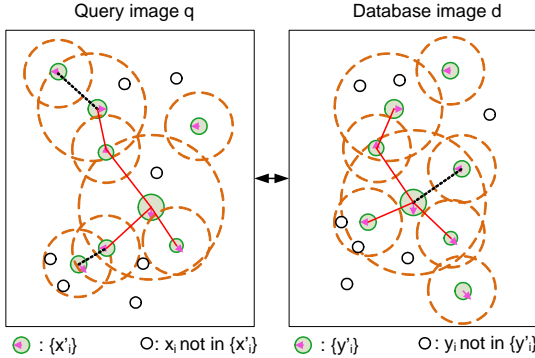 Query image q
Database image d
: {x'ᵢ}
: xᵢ not in {x'ᵢ}
: {y'ᵢ}
: yᵢ not in {y'ᵢ}